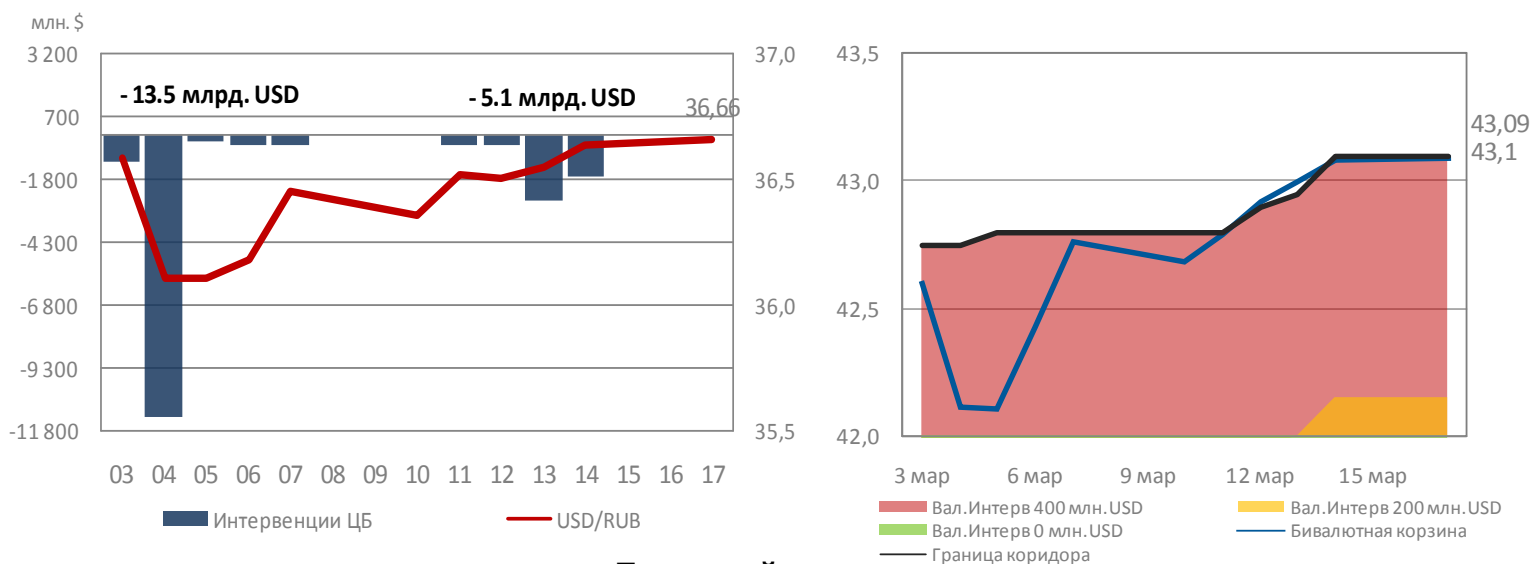 млн. $
3 200
700
-1 800
-4 300
-6 800
-9 300
-11 800
- 13.5 млрд. USD
- 5.1 млрд. USD
36,66
37,0
36,5
36,0
35,5
03 04 05 06 07 08 09 10 11 12 13 14 15 16 17
Интервенции ЦБ USD/RUB
43,5
43,0
42,5
42,0
43,09
43,1
3 мар 6 мар 9 мар 12 мар 15 мар
Вал.Интерв 400 млн.USD Вал.Интерв 200 млн.USD
Вал.Интерв 0 млн.USD Бивалютная корзина
Граница коридора